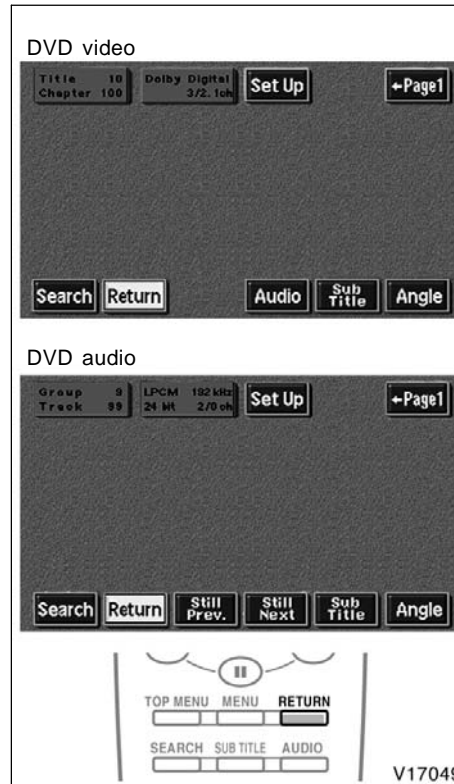 DVD video
Title 10
Chapter 100
Dolby Digital
3/2. 1ch
Set Up
←Page1
Search Return Audio Sub Title Angle
DVD audio
Group 9
Track 99
LPCM 192 kHz
24 bit 2/0 ch
Set Up
←Page1
Search Return Still Prev. Still Next Sub Title Angle
TOP MENU MENU RETURN
SEARCH SUB TITLE AUDIO
V17049